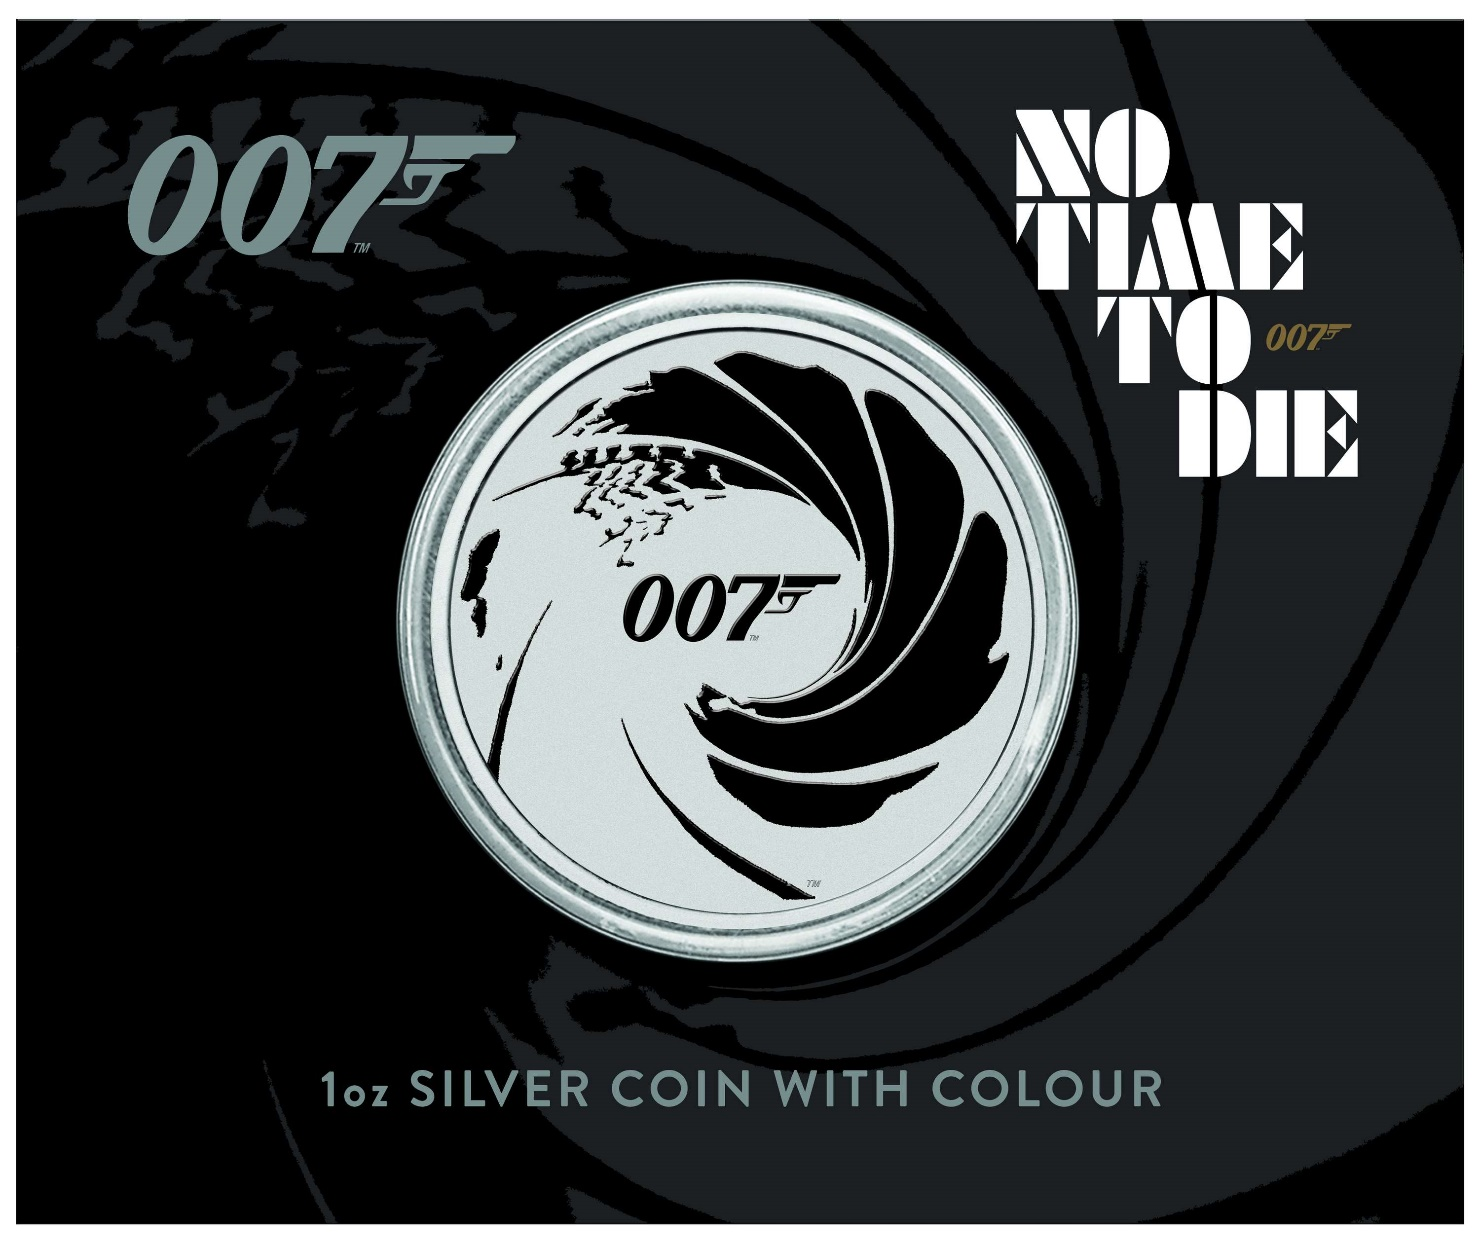 007
TM
NO
TIME
TO
007
DIE
007
TM
TM
1oz SILVER COIN WITH COLOUR